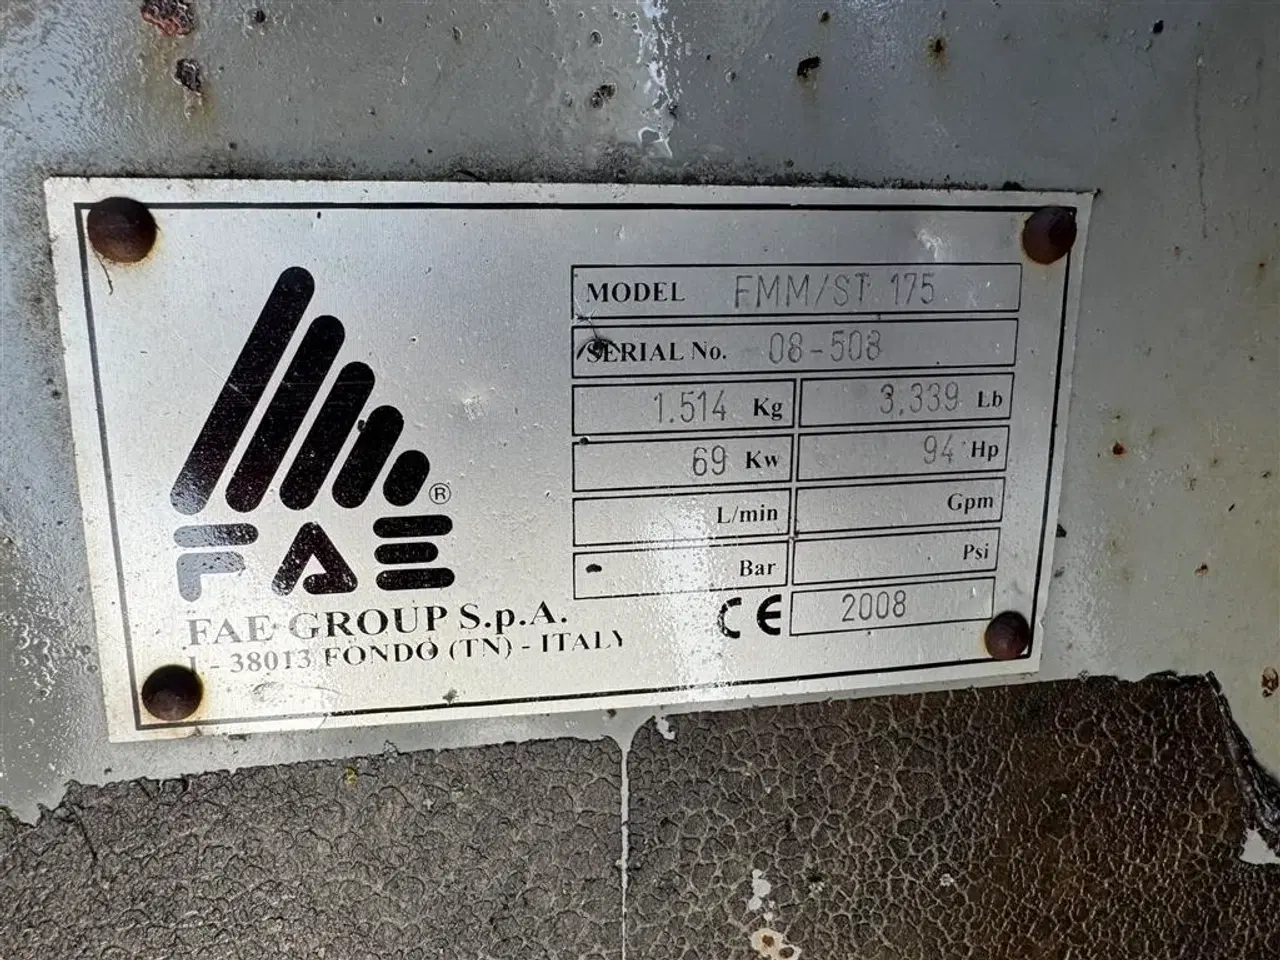 MODEL FMM/ST 175
SERIAL No. 08-508
1.514 Kg 3.339 Lb
69 Kw 94 Hp
L/min Gpm
Bar Psi
CE 2008
®
FAE
FAE GROUP S.p.A.
I - 38013 FONDO (TN) - ITALY